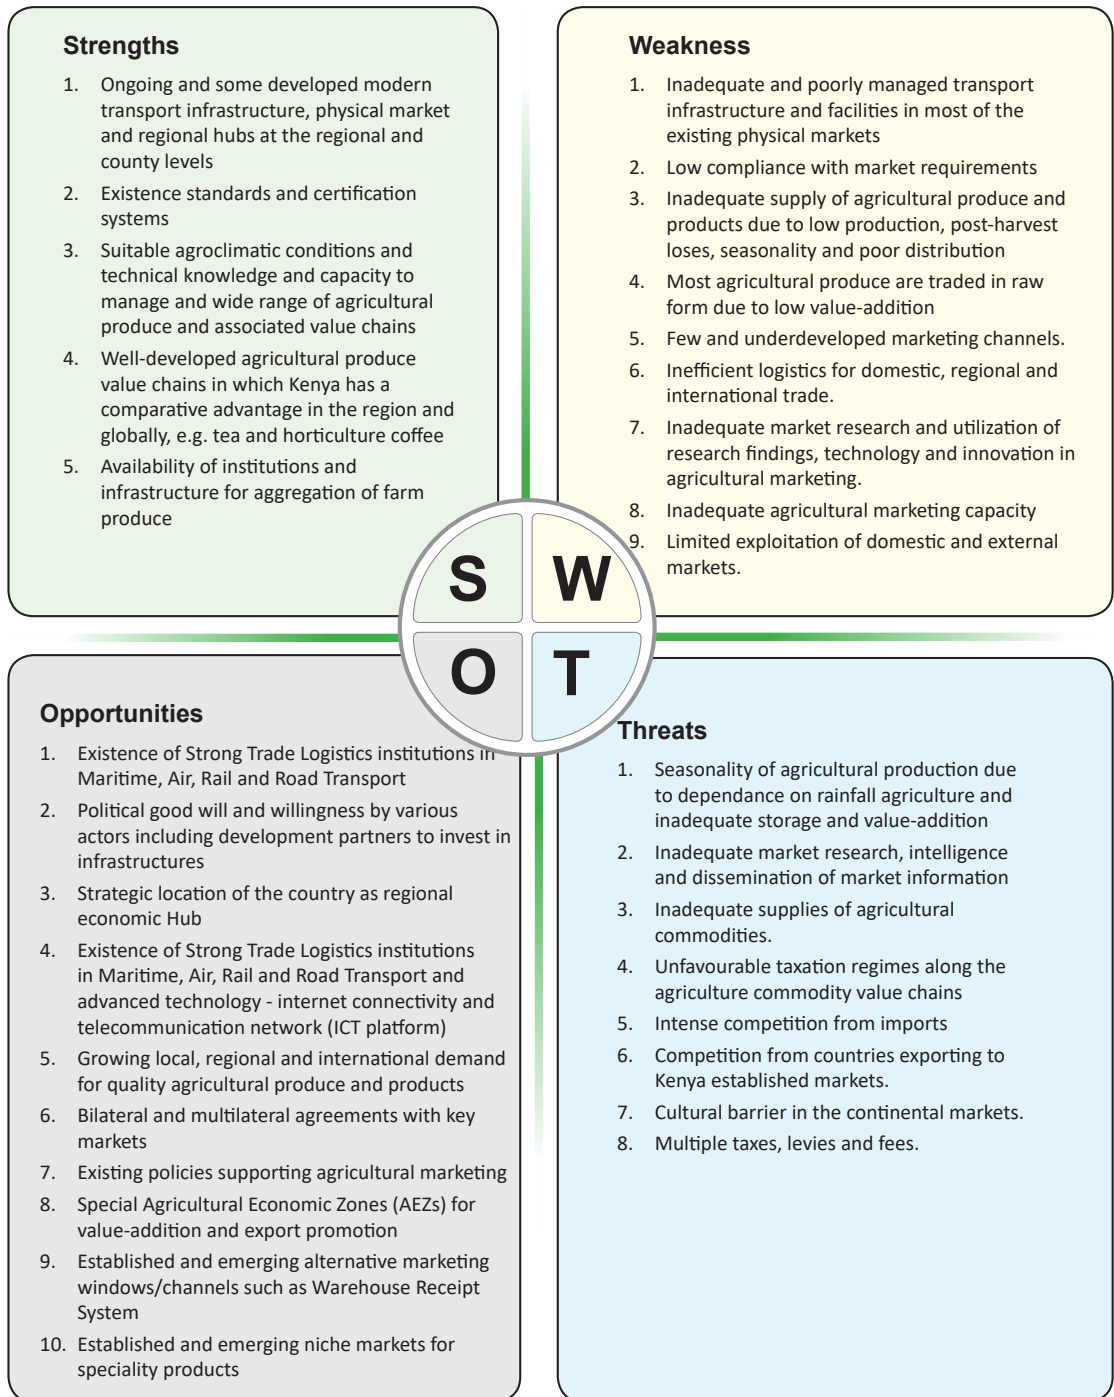 Strengths
1. Ongoing and some developed modern
transport infrastructure, physical market
and regional hubs at the regional and
county levels
2. Existence standards and certification
systems
3. Suitable agroclimatic conditions and
technical knowledge and capacity to
manage and wide range of agricultural
produce and associated value chains
4. Well-developed agricultural produce
value chains in which Kenya has a
comparative advantage in the region and
globally, e.g. tea and horticulture coffee
5. Availability of institutions and
infrastructure for aggregation of farm
produce
Weakness
1. Inadequate and poorly managed transport
infrastructure and facilities in most of the
existing physical markets
2. Low compliance with market requirements
3. Inadequate supply of agricultural produce and
products due to low production, post-harvest
loses, seasonality and poor distribution
4. Most agricultural produce are traded in raw
form due to low value-addition
5. Few and underdeveloped marketing channels.
6. Inefficient logistics for domestic, regional and
international trade.
7. Inadequate market research and utilization of
research findings, technology and innovation in
agricultural marketing.
8. Inadequate agricultural marketing capacity
9. Limited exploitation of domestic and external
markets.
S W
O T
Opportunities
1. Existence of Strong Trade Logistics institutions in
Maritime, Air, Rail and Road Transport
2. Political good will and willingness by various
actors including development partners to invest in
infrastructures
3. Strategic location of the country as regional
economic Hub
4. Existence of Strong Trade Logistics institutions
in Maritime, Air, Rail and Road Transport and
advanced technology - internet connectivity and
telecommunication network (ICT platform)
5. Growing local, regional and international demand
for quality agricultural produce and products
6. Bilateral and multilateral agreements with key
markets
7. Existing policies supporting agricultural marketing
8. Special Agricultural Economic Zones (AEZs) for
value-addition and export promotion
9. Established and emerging alternative marketing
windows/channels such as Warehouse Receipt
System
10. Established and emerging niche markets for
speciality products
Threats
1. Seasonality of agricultural production due
to dependance on rainfall agriculture and
inadequate storage and value-addition
2. Inadequate market research, intelligence
and dissemination of market information
3. Inadequate supplies of agricultural
commodities.
4. Unfavourable taxation regimes along the
agriculture commodity value chains
5. Intense competition from imports
6. Competition from countries exporting to
Kenya established markets.
7. Cultural barrier in the continental markets.
8. Multiple taxes, levies and fees.